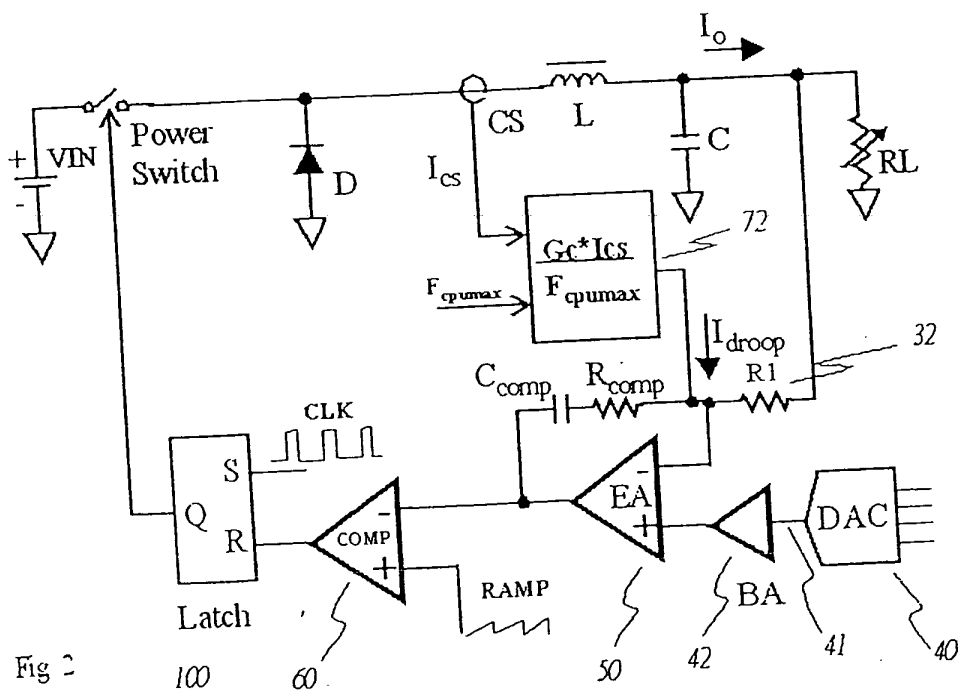 Io
CS
L
Power
Switch
+
VIN
-
D
C
RL
Ics
72
Gc*Ics
Fcpumax
Fcpumax
Idroop
32
R1
Ccomp
Rcomp
CLK
S
Q
R
-
COMP
+
-
EA
+
DAC
BA
RAMP
Latch
Fig 2
100
60
50
42
41
40